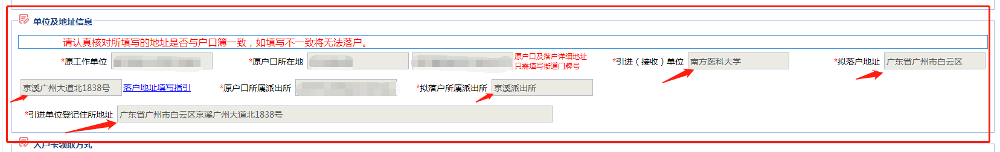 单位及地址信息
请认真核对所填写的地址是否与户口簿一致，如填写不一致将无法落户。
*原工作单位 *原户口所在地 原户口及落户详细地址
只需填写街道门牌号
*引进（接收）单位 南方医科大学 *拟落户地址 广东省广州市白云区
京溪广州大道北1838号 落户地址填写指引 *原户口所属派出所 *拟落户所属派出所 京溪派出所
*引进单位登记住所地址 广东省广州市白云区京溪广州大道北1838号
入户卡领取方式